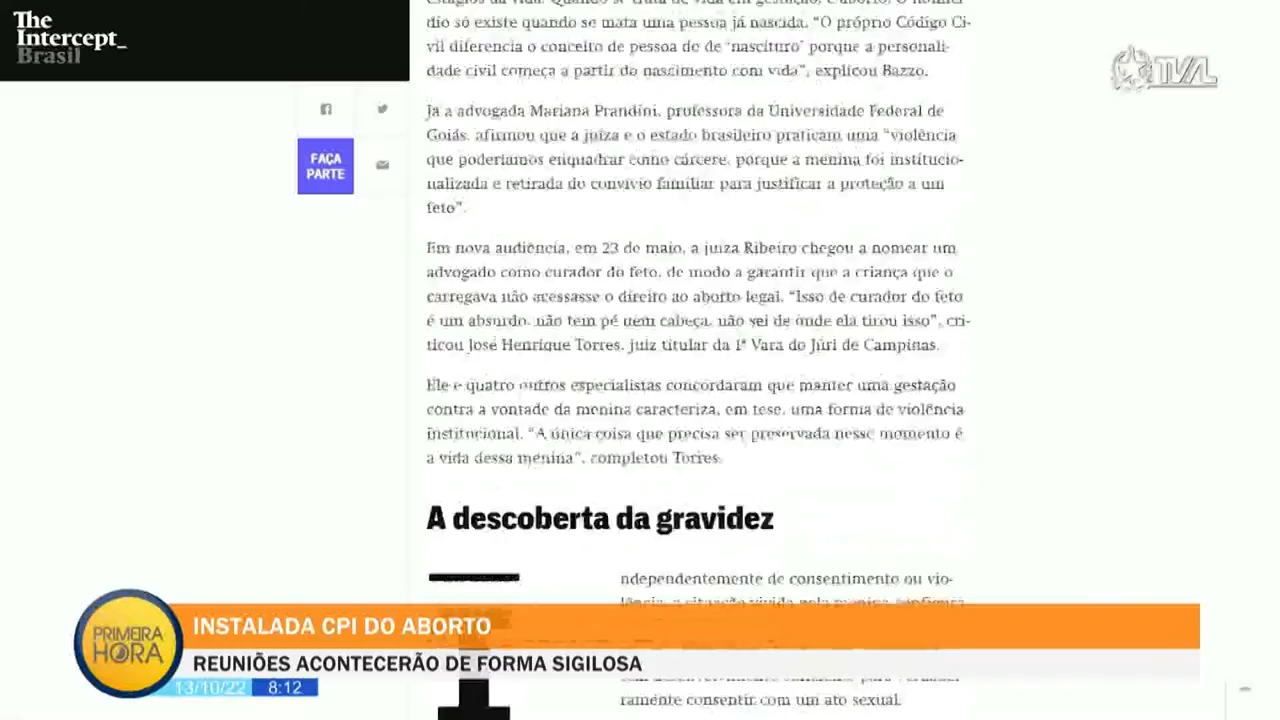 The
Intercept_
Brasil
TVAL
dio só existe quando se mata uma pessoa já nascida. "O próprio Código Ci-
vil diferencia o conceito de pessoa do de 'nascituro' porque a personali-
dade civil começa a partir do nascimento com vida", explicou Bazzo.
Já a advogada Mariana Prandini, professora da Universidade Federal de
Goiás, afirmou que a juíza e o estado brasileiro praticam uma "violência
que poderíamos enquadrar como cárcere, porque a menina foi institucio-
nalizada e retirada do convívio familiar para justificar a proteção a um
feto".
FAÇA
PARTE
Em nova audiência, em 23 de maio, a juíza Ribeiro chegou a nomear um
advogado como curador do feto, de modo a garantir que a criança que o
carregava não acessasse o direito ao aborto legal. "Isso de curador do feto
é um absurdo, não tem pé nem cabeça, não sei de onde ela tirou isso", cri-
ticou José Henrique Torres, juiz titular da 1ª Vara do Júri de Campinas.
Ele e quatro outros especialistas concordaram que manter uma gestação
contra a vontade da menina caracteriza, em tese, uma forma de violência
institucional. "A única coisa que precisa ser preservada nesse momento é
a vida dessa menina", completou Torres.
A descoberta da gravidez
I
ndependentemente de consentimento ou vio-
ramente consentir com um ato sexual.
PRIMEIRA
HORA
INSTALADA CPI DO ABORTO
REUNIÕES ACONTECERÃO DE FORMA SIGILOSA
13/10/22 8:12